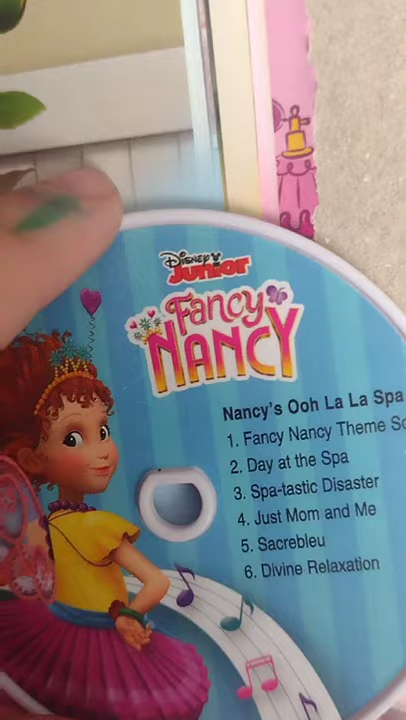 Disney
Junior
Fancy
NANCY
Nancy's Ooh La La Spa
1. Fancy Nancy Theme
2. Day at the Spa
3. Spa-tastic Disaster
4. Just Mom and Me
5. Sacrebleu
6. Divine Relaxation